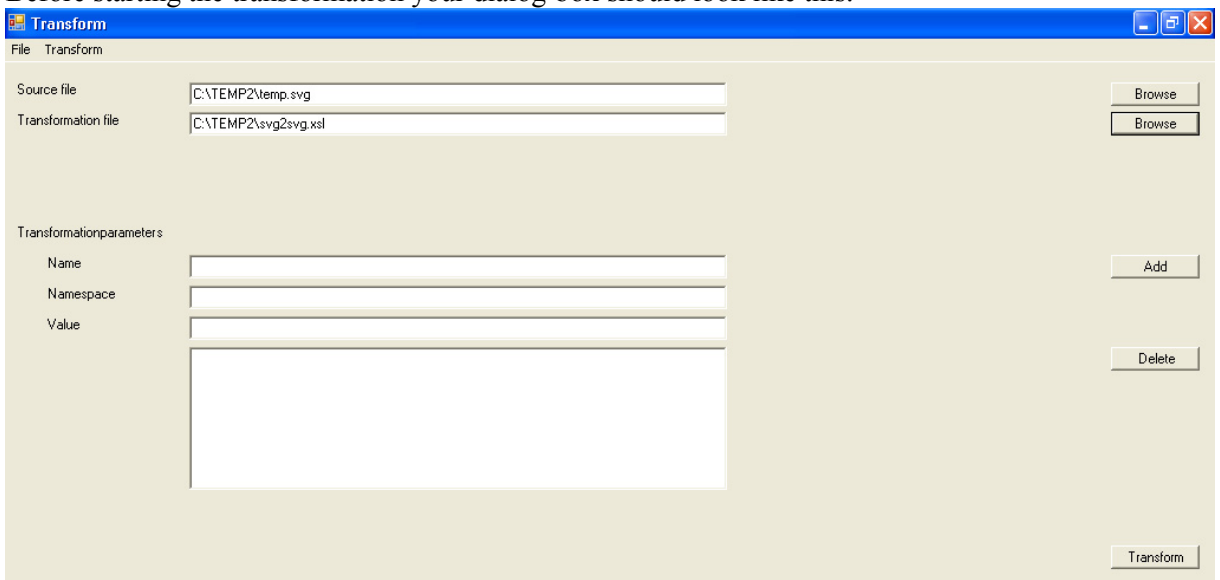 Before starting the transformation your dialog box should look like this:
Transform
File Transform
Source file C:\TEMP2\temp.svg Browse
Transformation file C:\TEMP2\svg2svg.xsl Browse
Transformationparameters
Name Add
Namespace
Value
Delete
Transform